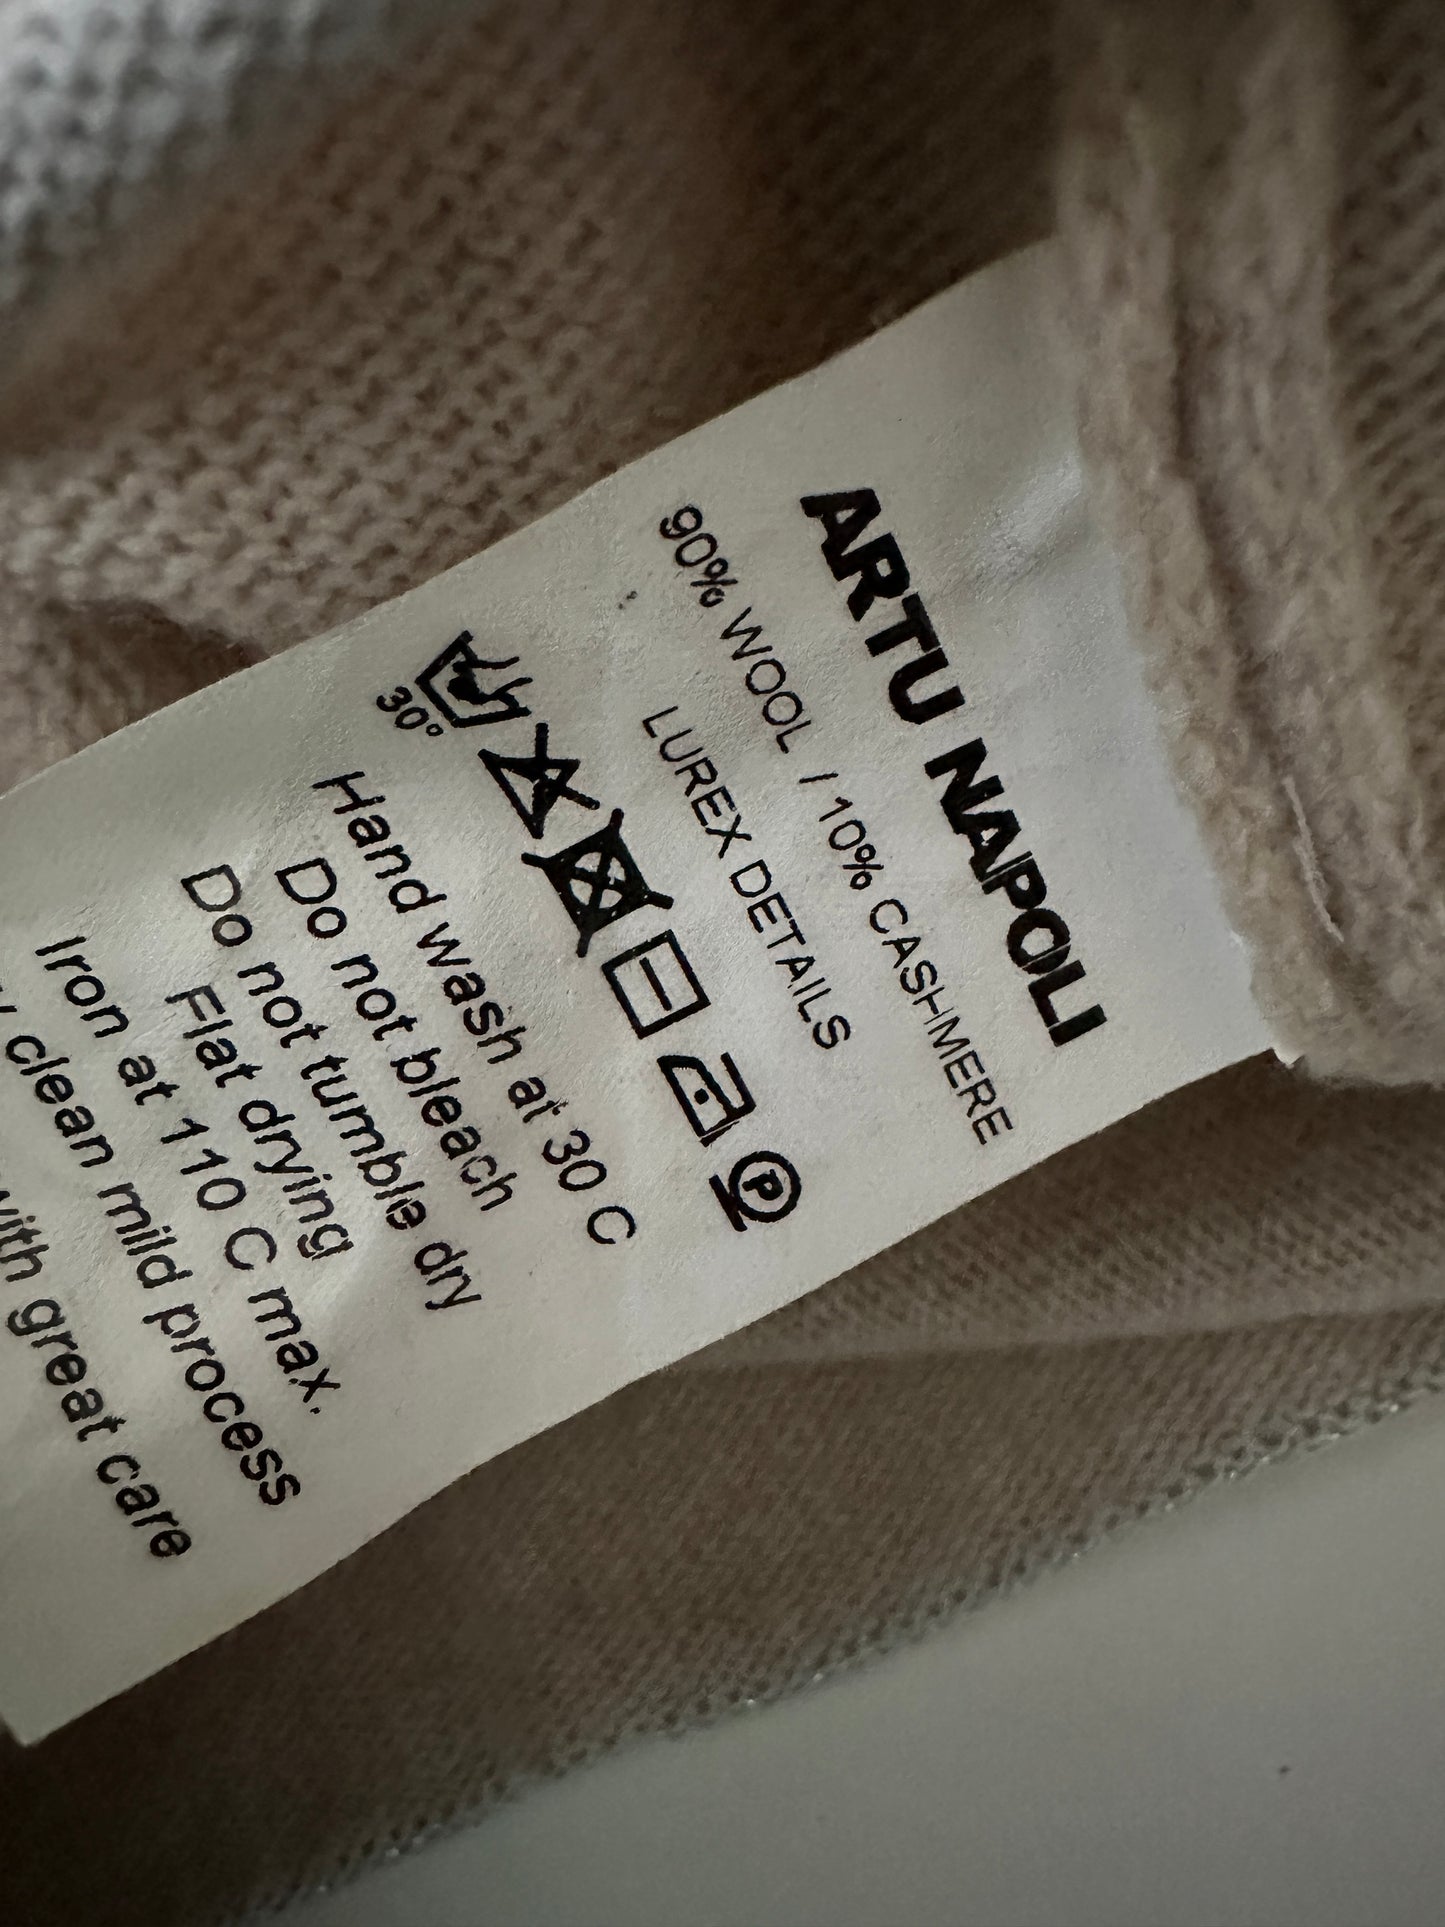 ARTU NAPOLI
90% WOOL / 10% CASHMERE
LUREX DETAILS
30°
P
Hand wash at 30 C
Do not bleach
Do not tumble dry
Flat drying
Iron at 110 C max.
clean mild process
with great care